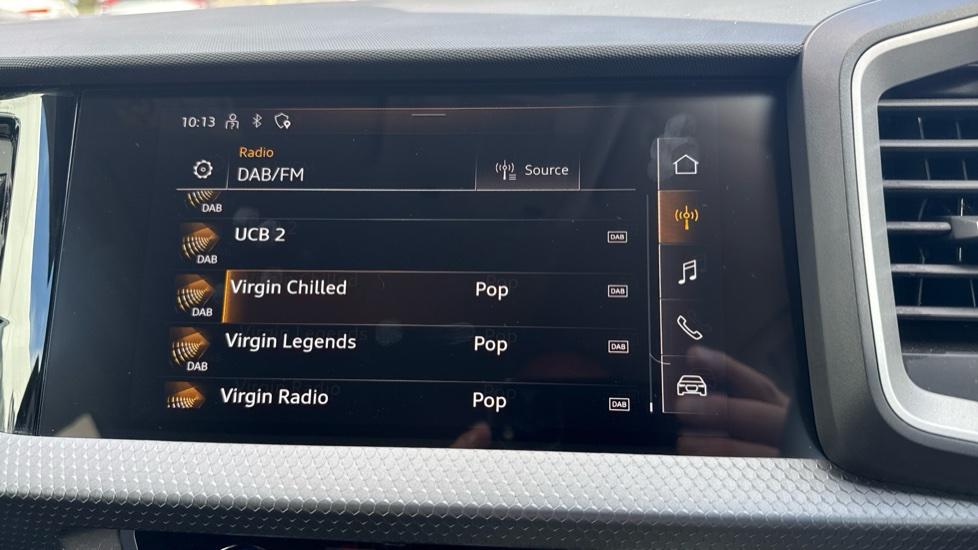 10:13
Radio
DAB/FM
Source
DAB
UCB 2
DAB
DAB
Virgin Chilled Pop
DAB
DAB
Virgin Legends Pop
DAB
DAB
Virgin Radio Pop
DAB